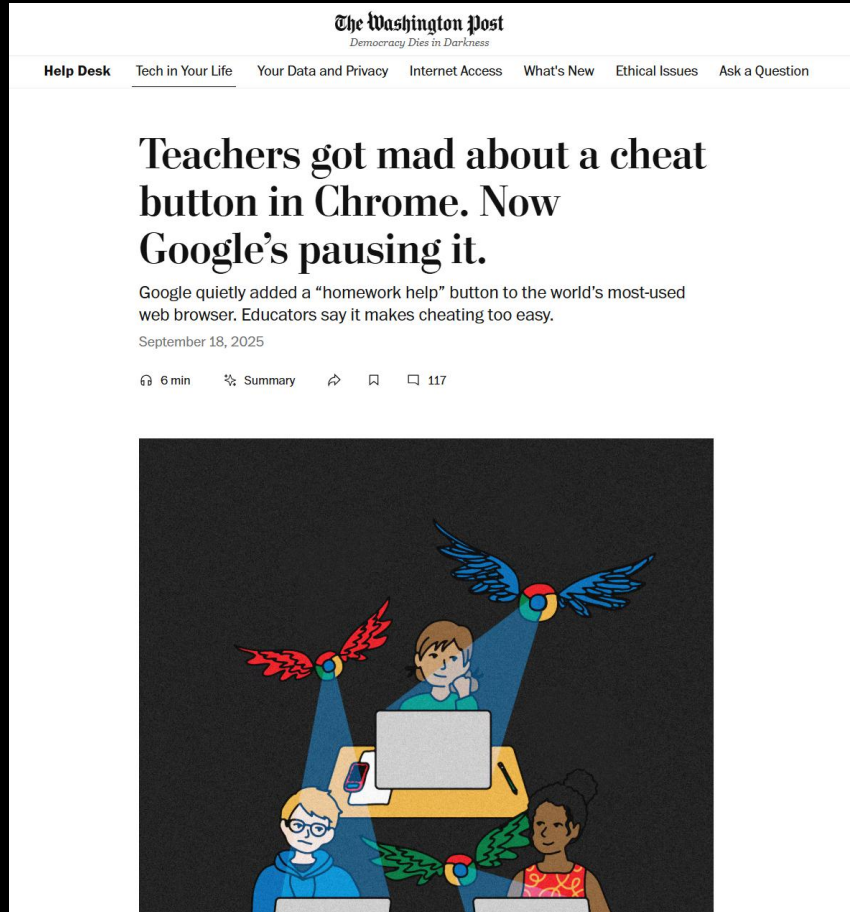 The Washington Post
Democracy Dies in Darkness
Help Desk Tech in Your Life Your Data and Privacy Internet Access What's New Ethical Issues Ask a Question
Teachers got mad about a cheat
button in Chrome. Now
Google’s pausing it.
Google quietly added a “homework help” button to the world’s most-used
web browser. Educators say it makes cheating too easy.
September 18, 2025
6 min Summary 117